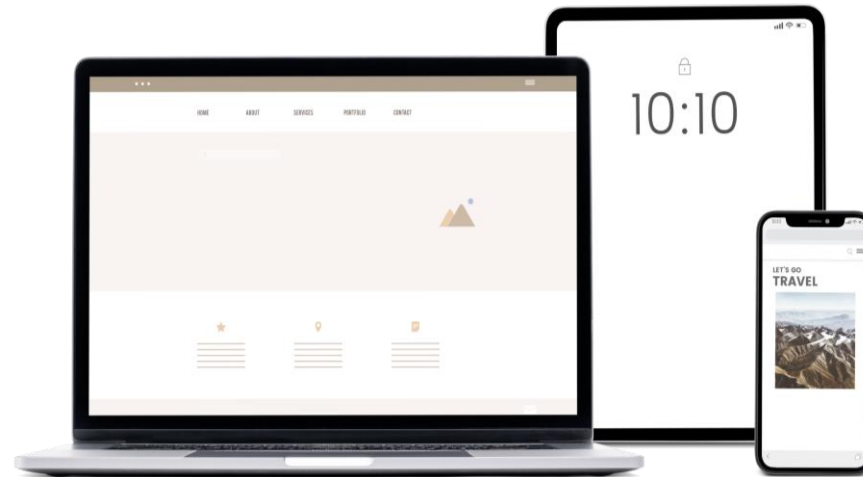 HOME ABOUT SERVICES PORTFOLIO CONTACT
10:10
LET'S GO
TRAVEL